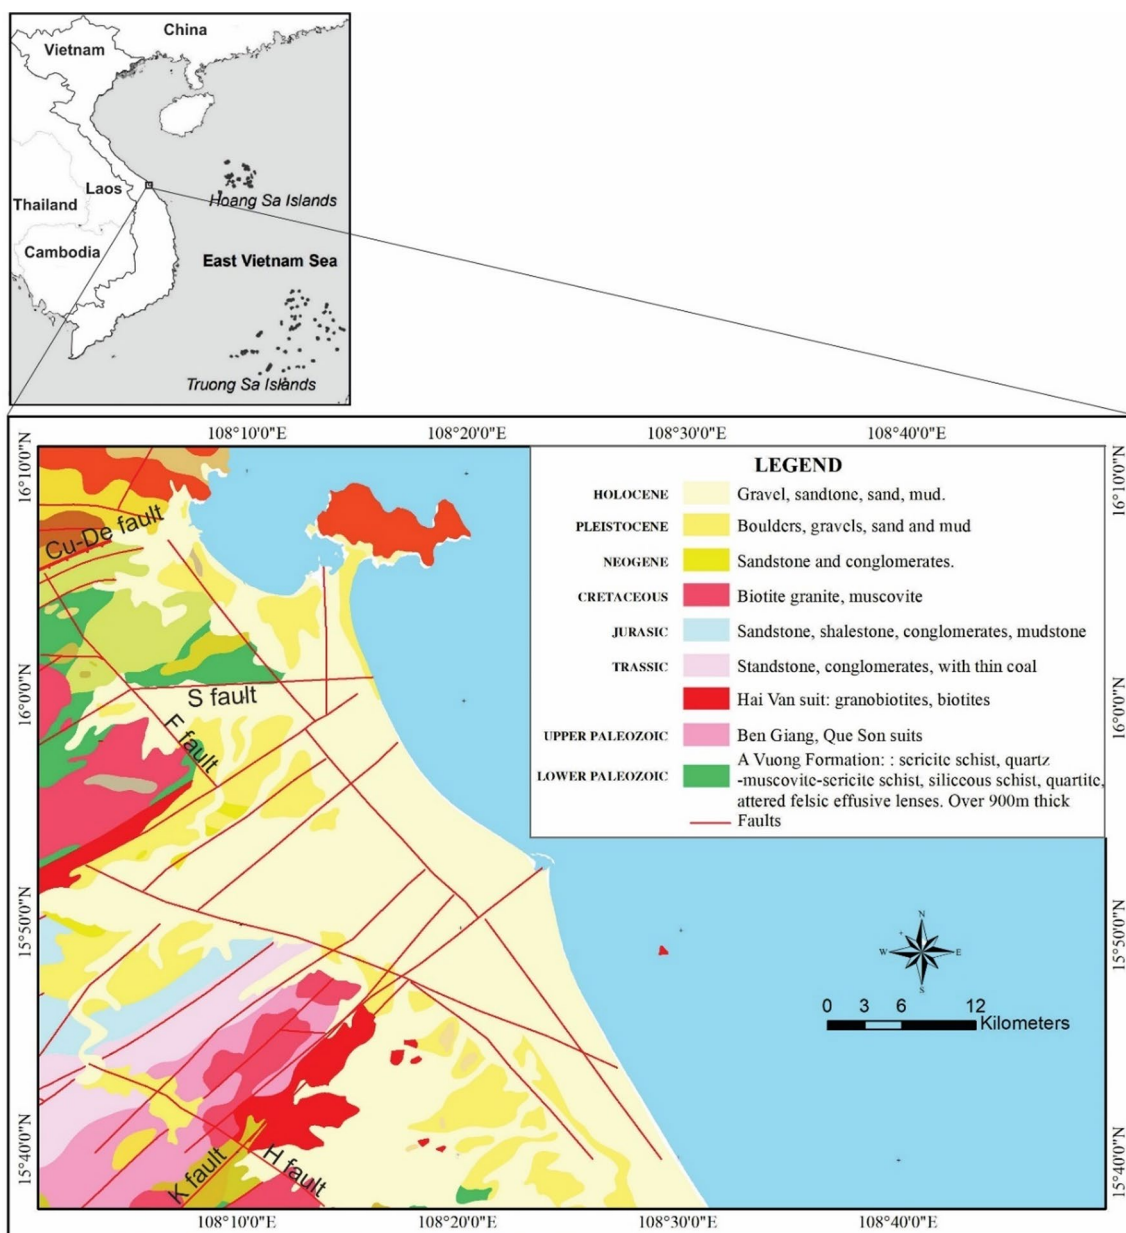 China
Vietnam
Laos
Hoang Sa Islands
Thailand
Cambodia
East Vietnam Sea
Truong Sa Islands
108°10'0"E 108°20'0"E 108°30'0"E 108°40'0"E
16°10'0"N
16°10'0"N
LEGEND
HOLOCENE Gravel, sandtone, sand, mud.
PLEISTOCENE Boulders, gravels, sand and mud
NEOGENE Sandstone and conglomerates.
CRETACEOUS Biotite granite, muscovite
JURASIC Sandstone, shalestone, conglomerates, mudstone
TRASSIC Standstone, conglomerates, with thin coal
Hai Van suit: granobiotites, biotites
UPPER PALEOZOIC Ben Giang, Que Son suits
LOWER PALEOZOIC A Vuong Formation: : sericite schist, quartz
-muscovite-sericite schist, siliceous schist, quartite,
attered felsic effusive lenses. Over 900m thick
Faults
Cu-De fault
16°0'0"N
16°0'0"N
S fault
F fault
15°50'0"N
15°50'0"N
N
W E
S
0 3 6 12
Kilometers
15°40'0"N
15°40'0"N
K fault
H fault
108°10'0"E 108°20'0"E 108°30'0"E 108°40'0"E